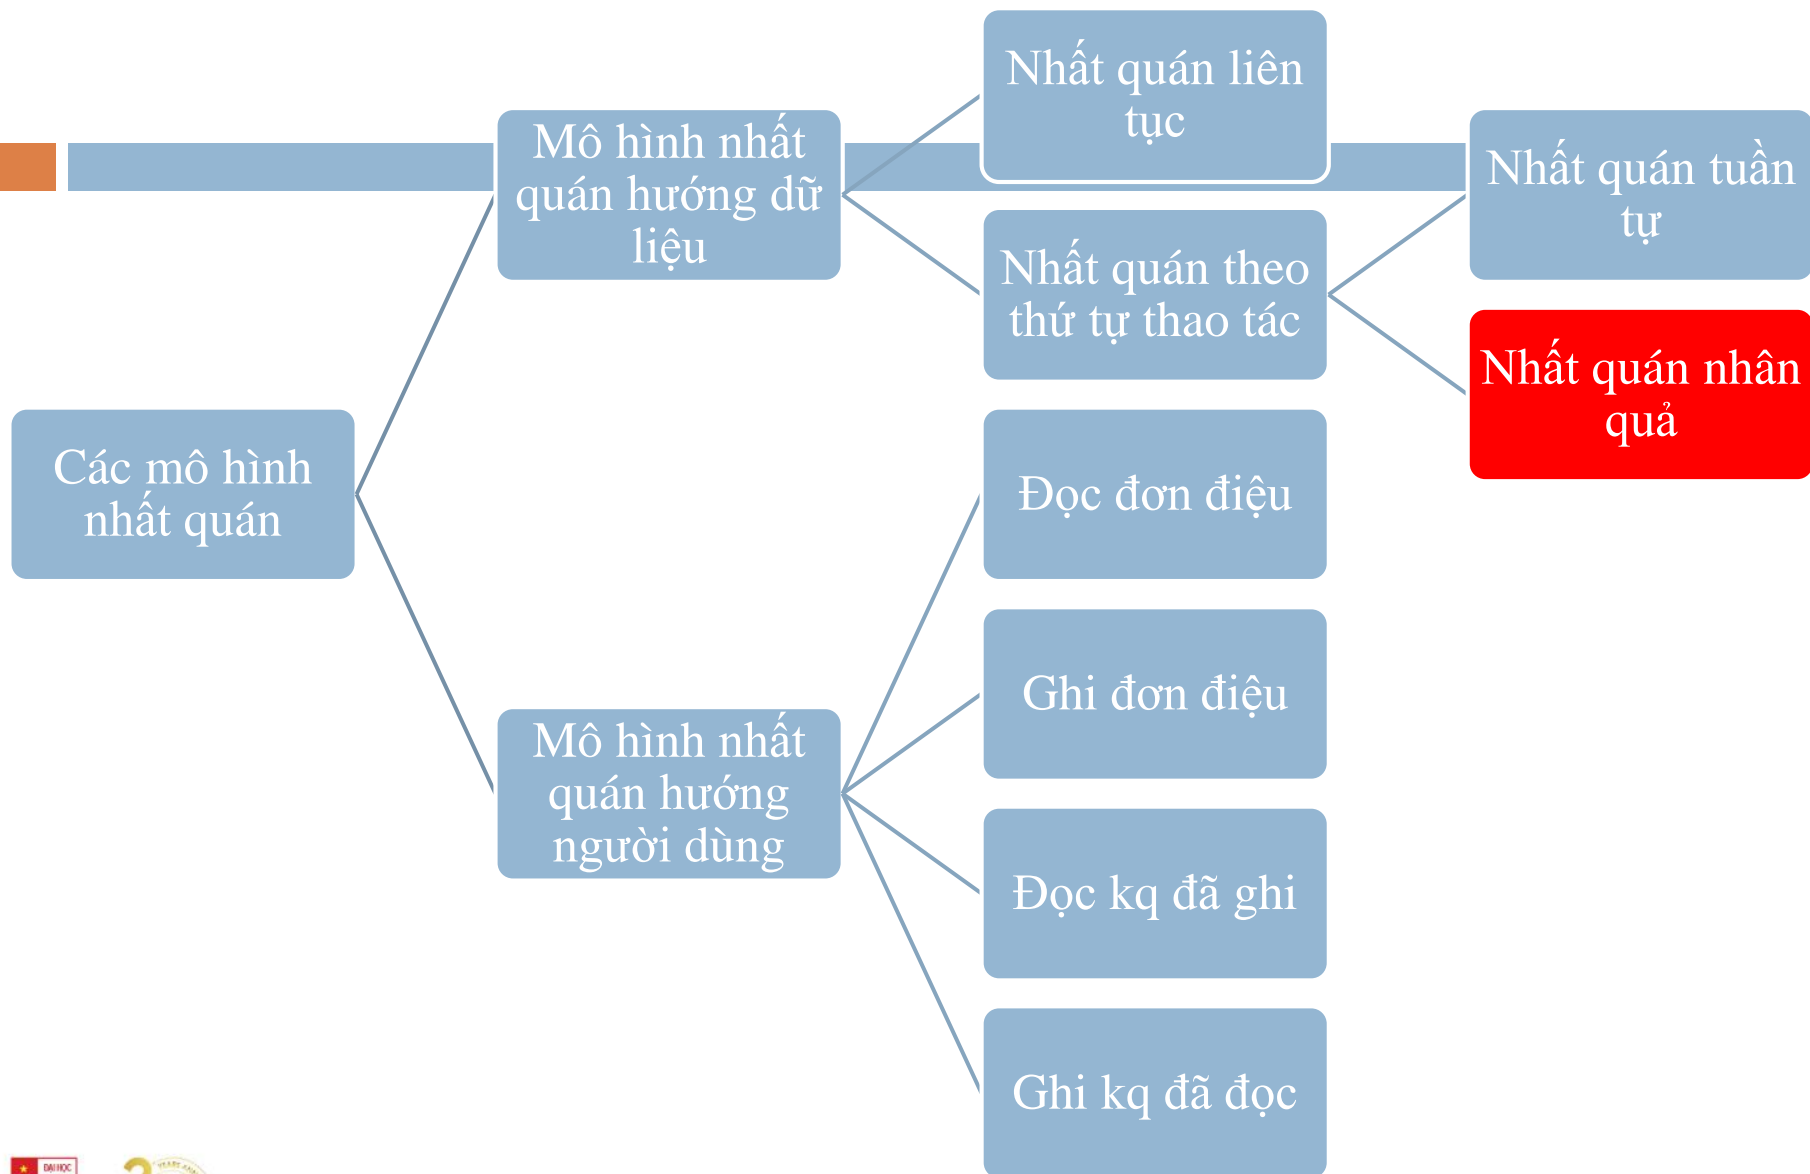 Nhất quán liên
tục
Mô hình nhất
quán hướng dữ
liệu
Nhất quán tuần
tự
Nhất quán theo
thứ tự thao tác
Nhất quán nhân
quả
Các mô hình
nhất quán
Đọc đơn điệu
Ghi đơn điệu
Mô hình nhất
quán hướng
người dùng
Đọc kq đã ghi
Ghi kq đã đọc
ĐẠI HỌC